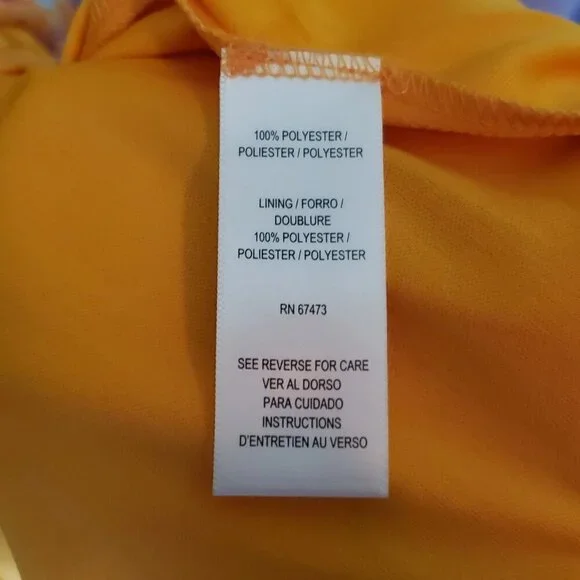 100% POLYESTER /
POLIESTER / POLYESTER
LINING / FORRO /
DOUBLURE
100% POLYESTER /
POLIESTER / POLYESTER
RN 67473
SEE REVERSE FOR CARE
VER AL DORSO
PARA CUIDADO
INSTRUCTIONS
D'ENTRETIEN AU VERSO